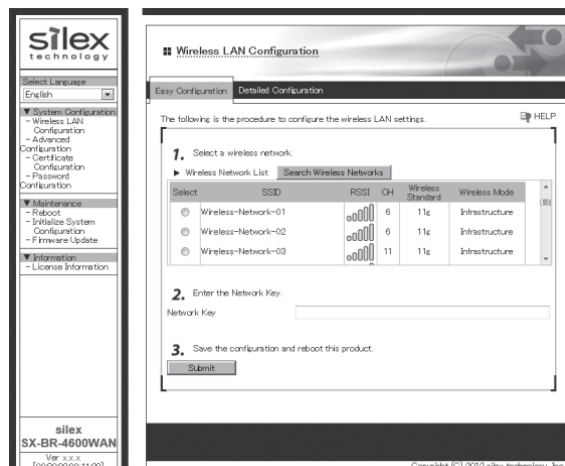 silex
technology
Select Language
English
▼ System Configuration
- Wireless LAN
Configuration
- Advanced
Configuration
- Certificate
Configuration
- Password
Configuration
▼ Maintenance
- Reboot
- Initialize System
Configuration
- Firmware Update
▼ Information
- License Information
silex
SX-BR-4600WAN
Ver x.x.x
Wireless LAN Configuration
Easy Configuration Detailed Configuration
The following is the procedure to configure the wireless LAN settings. HELP
1. Select a wireless network.
▶ Wireless Network List Search Wireless Networks
Select SSID RSSI CH Wireless Standard Wireless Mode
Wireless-Network-01 6 11g Infrastructure
Wireless-Network-02 6 11g Infrastructure
Wireless-Network-03 11 11g Infrastructure
2. Enter the Network Key.
Network Key
3. Save the configuration and reboot this product.
Submit
Copyright (C) 2012 silex technology, Inc.